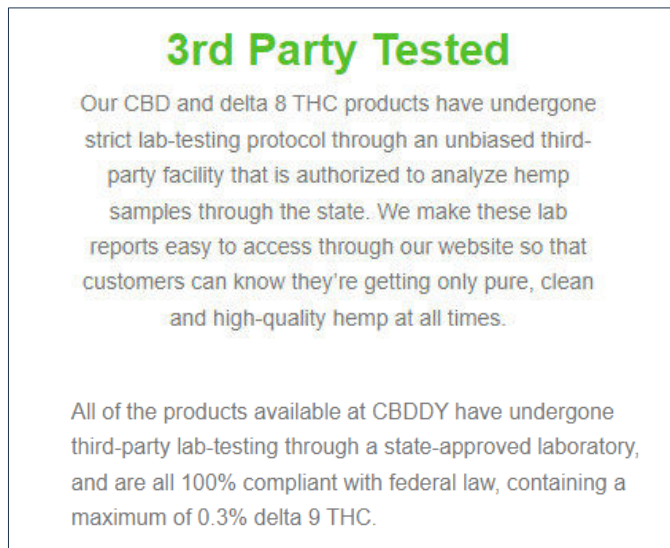 3rd Party Tested
Our CBD and delta 8 THC products have undergone
strict lab-testing protocol through an unbiased third-
party facility that is authorized to analyze hemp
samples through the state. We make these lab
reports easy to access through our website so that
customers can know they're getting only pure, clean
and high-quality hemp at all times.
All of the products available at CBDDY have undergone
third-party lab-testing through a state-approved laboratory,
and are all 100% compliant with federal law, containing a
maximum of 0.3% delta 9 THC.